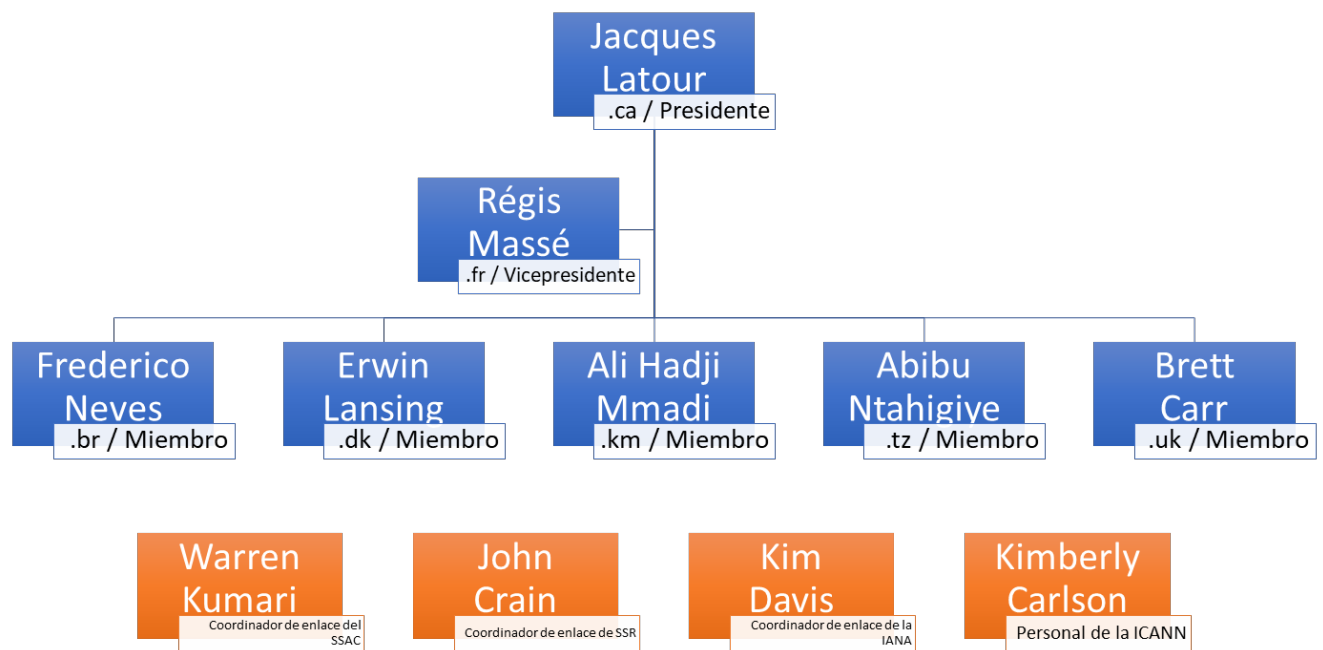 Jacques
Latour
.ca / Presidente
Régis
Massé
.fr / Vicepresidente
Frederico
Neves
.br / Miembro
Erwin
Lansing
.dk / Miembro
Ali Hadji
Mmadi
.km / Miembro
Abibu
Ntahigiye
.tz / Miembro
Brett
Carr
.uk / Miembro
Warren
Kumari
Coordinador de enlace del
SSAC
John
Crain
Coordinador de enlace de SSR
Kim
Davis
Coordinador de enlace de la
IANA
Kimberly
Carlson
Personal de la ICANN